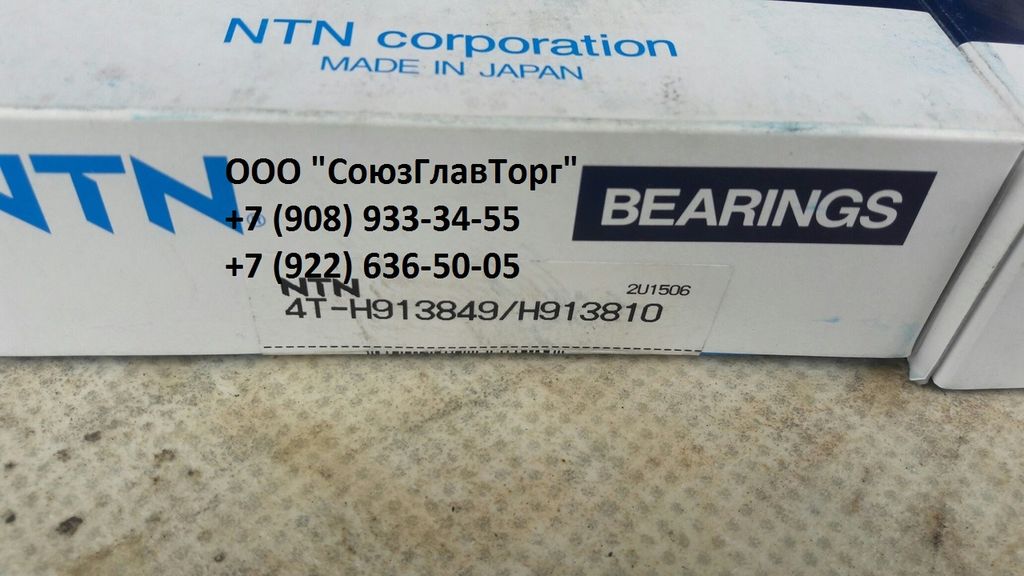 NTN corporation
MADE IN JAPAN
NTN®
ООО "СоюзГлавТорг"
BEARINGS
+7 (908) 933-34-55
+7 (922) 636-50-05
NTN
2U1506
4T-H913849/H913810